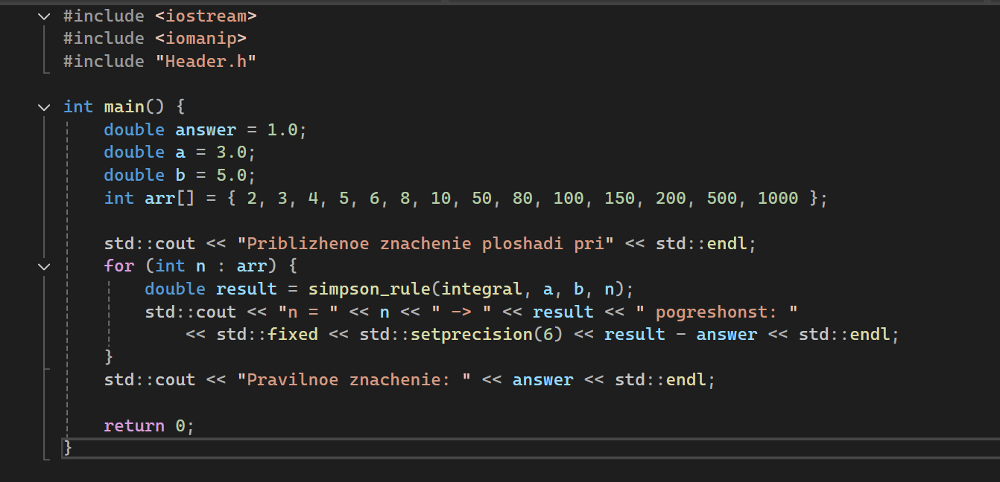 #include <iostream>
#include <iomanip>
#include "Header.h"
int main() {
double answer = 1.0;
double a = 3.0;
double b = 5.0;
int arr[] = { 2, 3, 4, 5, 6, 8, 10, 50, 80, 100, 150, 200, 500, 1000 };
std::cout << "Priblizhenoe znachenie ploshadi pri" << std::endl;
for (int n : arr) {
double result = simpson_rule(integral, a, b, n);
std::cout << "n = " << n << " -> " << result << " pogreshonst: "
<< std::fixed << std::setprecision(6) << result - answer << std::endl;
}
std::cout << "Pravilnoe znachenie: " << answer << std::endl;
return 0;
}